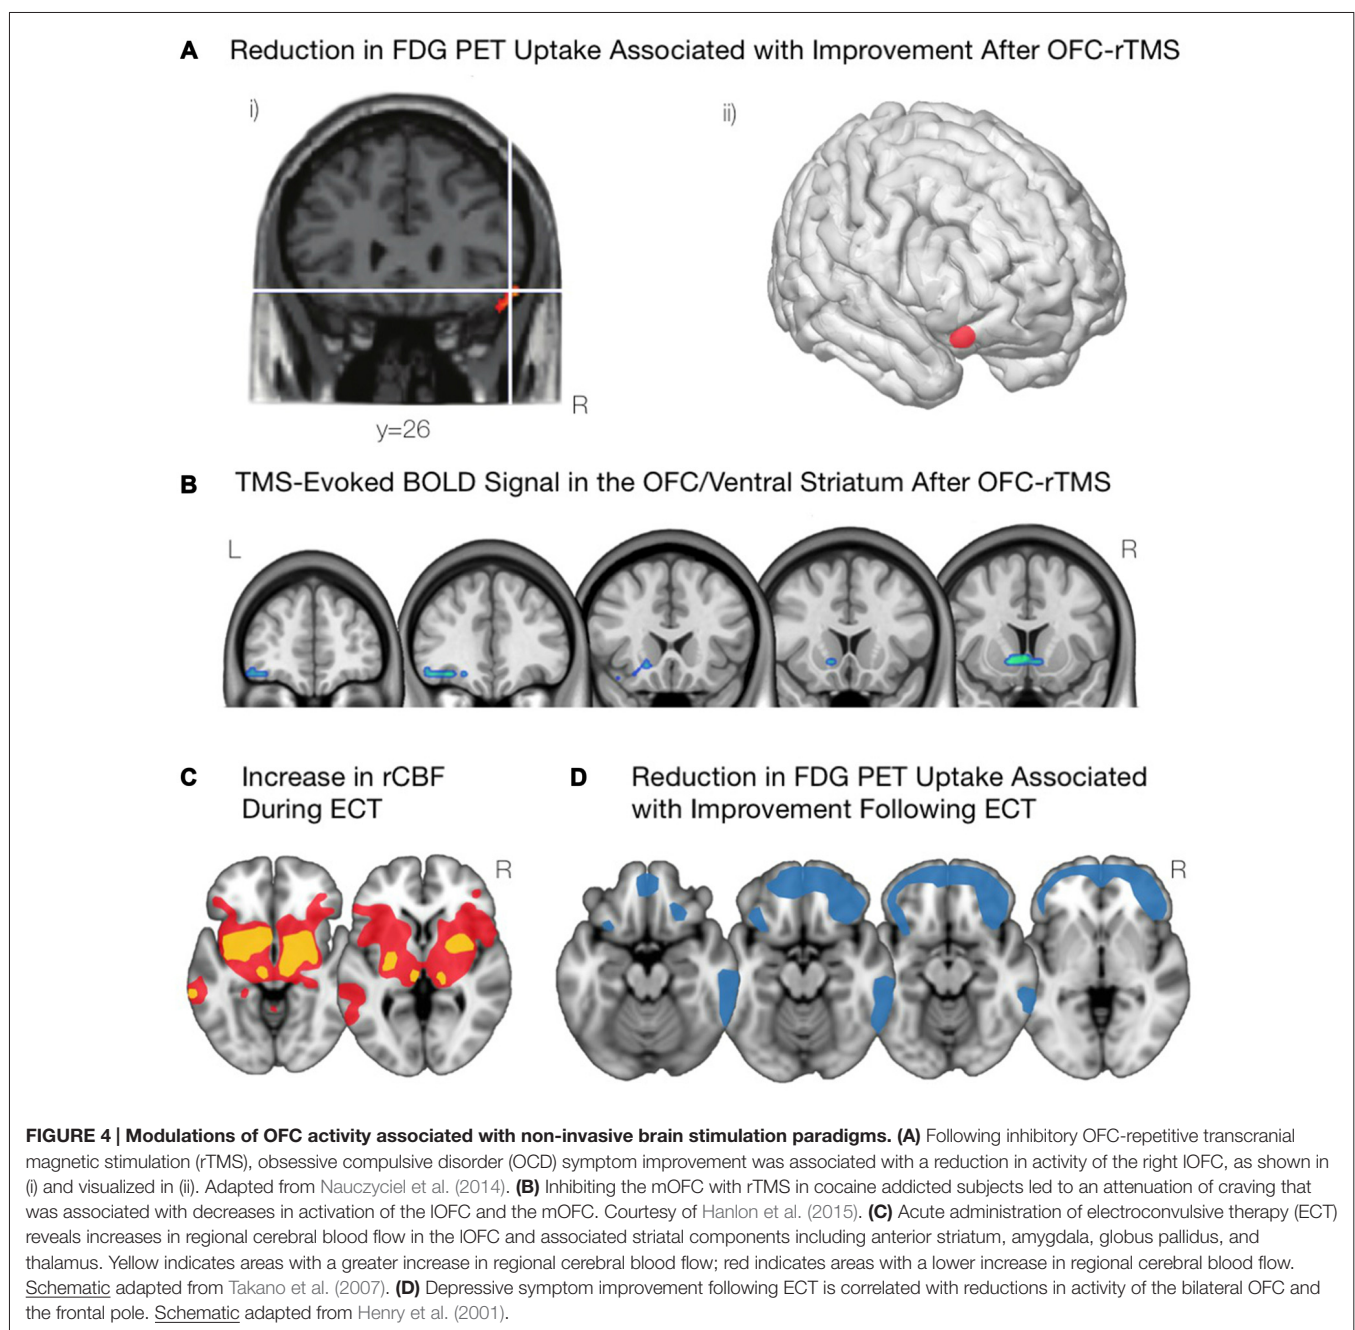 A Reduction in FDG PET Uptake Associated with Improvement After OFC-rTMS
i)
ii)
R
y=26
B TMS-Evoked BOLD Signal in the OFC/Ventral Striatum After OFC-rTMS
L
R
C Increase in rCBF
During ECT
D Reduction in FDG PET Uptake Associated
with Improvement Following ECT
R
R
FIGURE 4 | Modulations of OFC activity associated with non-invasive brain stimulation paradigms. (A) Following inhibitory OFC-repetitive transcranial
magnetic stimulation (rTMS), obsessive compulsive disorder (OCD) symptom improvement was associated with a reduction in activity of the right lOFC, as shown in
(i) and visualized in (ii). Adapted from Nauczyciel et al. (2014). (B) Inhibiting the mOFC with rTMS in cocaine addicted subjects led to an attenuation of craving that
was associated with decreases in activation of the lOFC and the mOFC. Courtesy of Hanlon et al. (2015). (C) Acute administration of electroconvulsive therapy (ECT)
reveals increases in regional cerebral blood flow in the lOFC and associated striatal components including anterior striatum, amygdala, globus pallidus, and
thalamus. Yellow indicates areas with a greater increase in regional cerebral blood flow; red indicates areas with a lower increase in regional cerebral blood flow.
Schematic adapted from Takano et al. (2007). (D) Depressive symptom improvement following ECT is correlated with reductions in activity of the bilateral OFC and
the frontal pole. Schematic adapted from Henry et al. (2001).